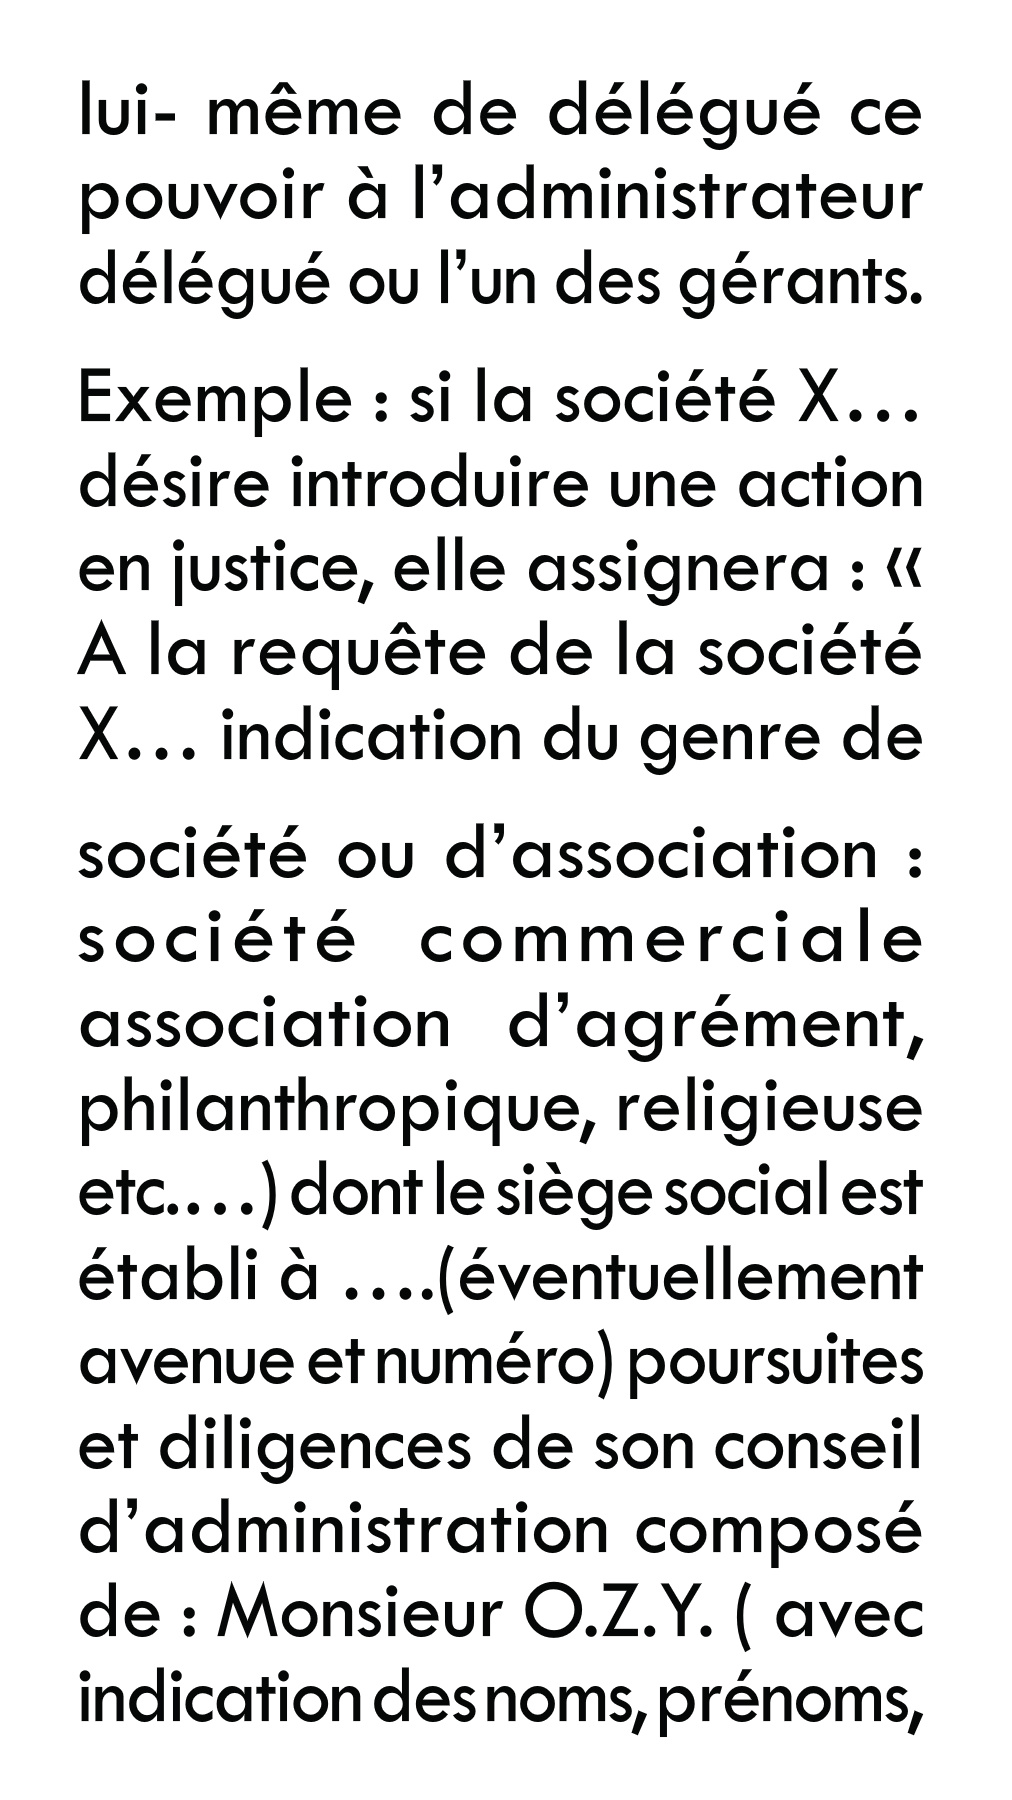 lui- même de délégué ce
pouvoir à l’administrateur
délégué ou l’un des gérants.
Exemple : si la société X…
désire introduire une action
en justice, elle assignera : «
A la requête de la société
X… indication du genre de
société ou d’association :
société commerciale
association d’agrément,
philanthropique, religieuse
etc.…) dont le siège social est
établi à ….(éventuellement
avenue et numéro) poursuites
et diligences de son conseil
d’administration composé
de : Monsieur O.Z.Y. ( avec
indication des noms, prénoms,